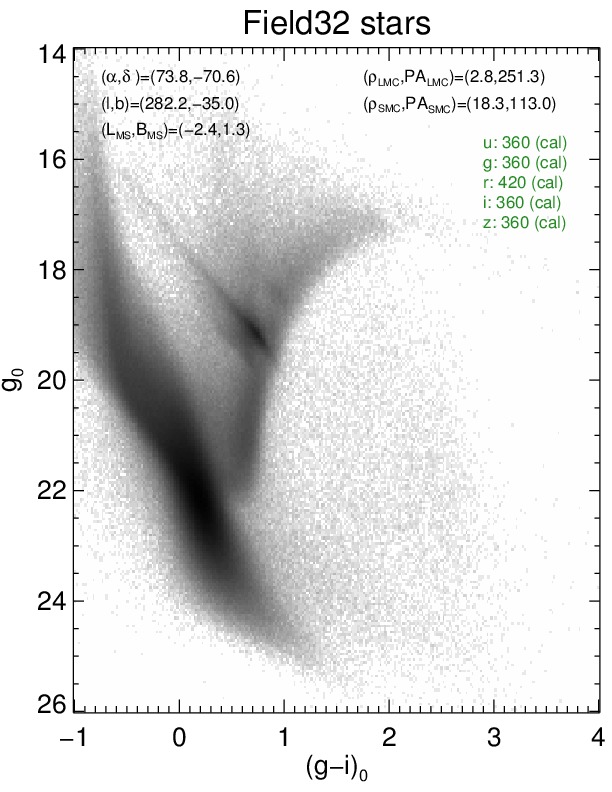 Field32 stars
(α,δ)=(73.8,−70.6)
(ρLMC,PALMC)=(2.8,251.3)
(l,b)=(282.2,−35.0)
(ρSMC,PASMC)=(18.3,113.0)
(LMS,BMS)=(−2.4,1.3)
u: 360 (cal)
g: 360 (cal)
r: 420 (cal)
i: 360 (cal)
z: 360 (cal)
14
16
18
20
22
24
26
g0
−1 0 1 2 3 4
(g−i)0